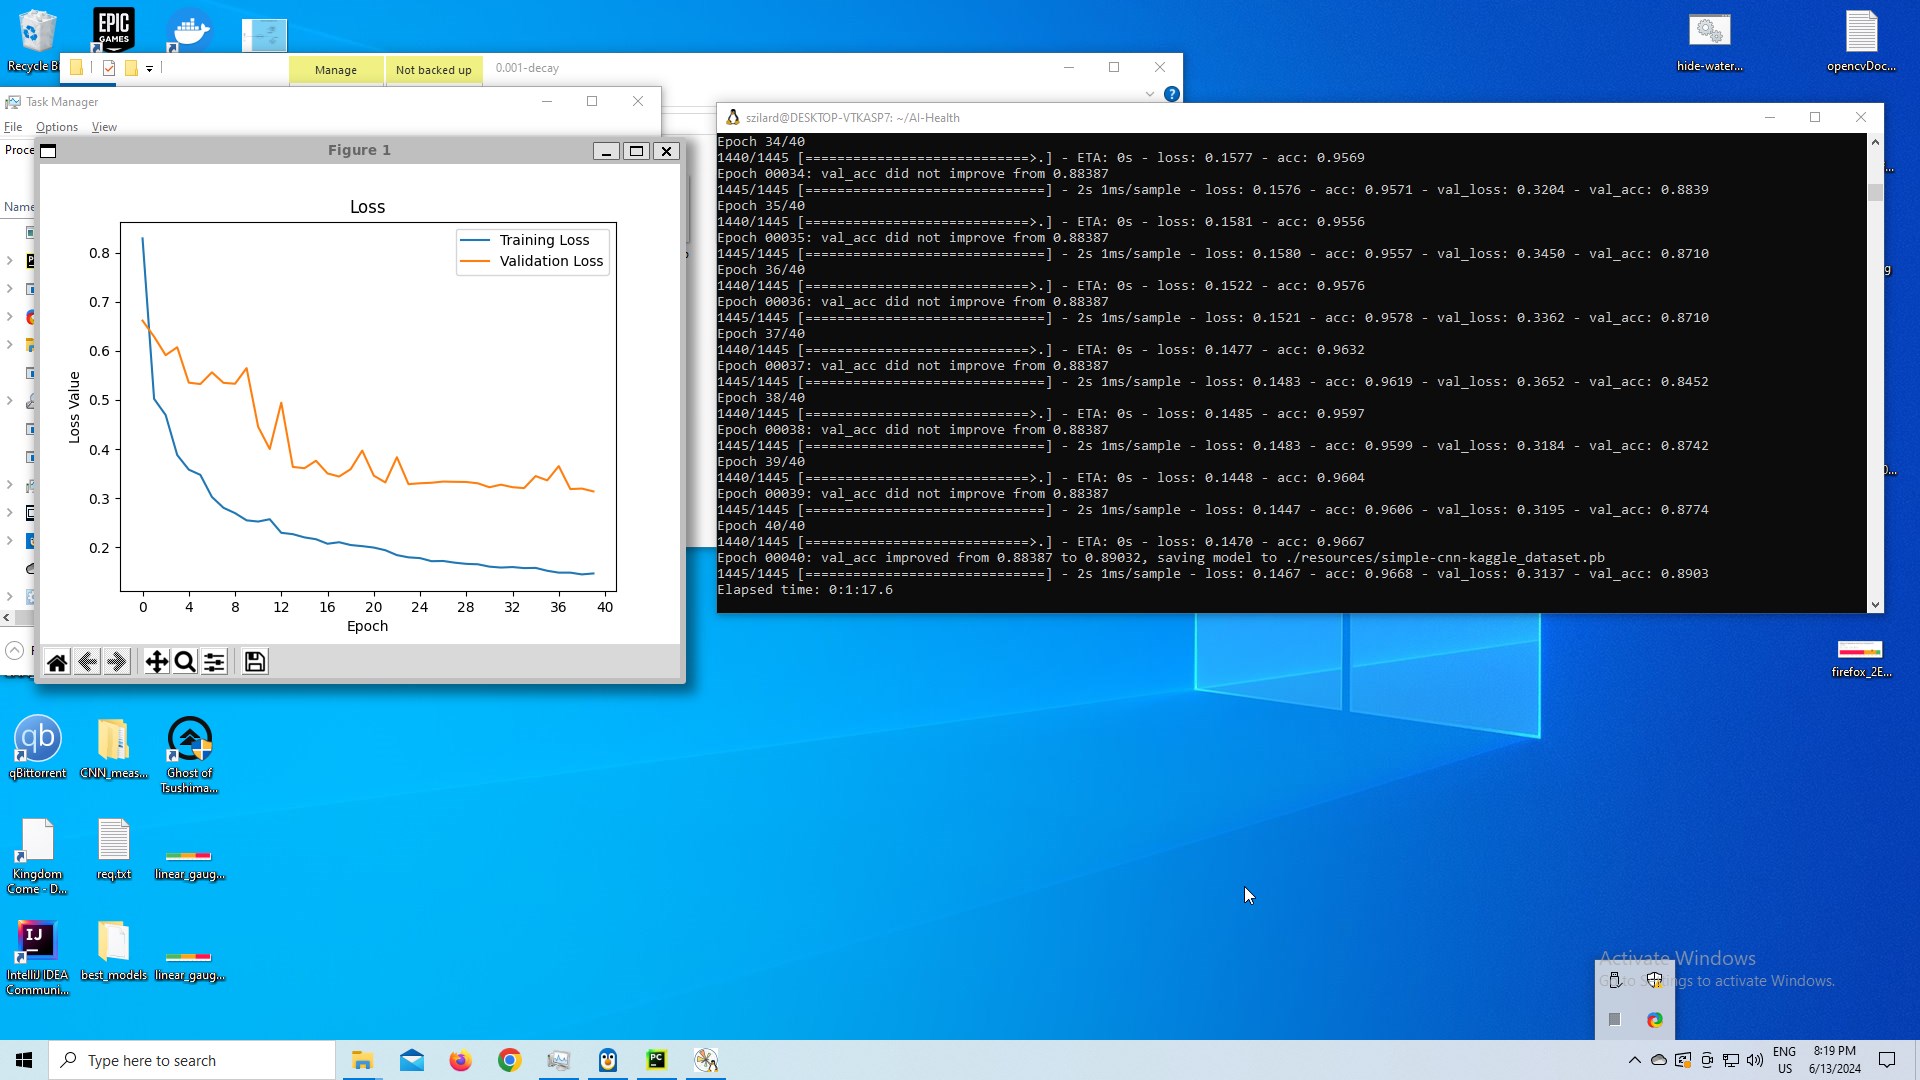 Recycle B
EPIC
GAMES
hide-water...
opencvDoc...
Manage
Not backed up
0.001-decay
Task Manager
File Options View
Name
Figure 1
Loss
Training Loss
Validation Loss
Loss Value
0.8
0.7
0.6
0.5
0.4
0.3
0.2
0 4 8 12 16 20 24 28 32 36 40
Epoch
szilard@DESKTOP-VTKASP7: ~/AI-Health
Epoch 34/40
1440/1445 [============================>.] - ETA: 0s - loss: 0.1577 - acc: 0.9569
Epoch 00034: val_acc did not improve from 0.88387
1445/1445 [==============================] - 2s 1ms/sample - loss: 0.1576 - acc: 0.9571 - val_loss: 0.3204 - val_acc: 0.8839
Epoch 35/40
1440/1445 [============================>.] - ETA: 0s - loss: 0.1581 - acc: 0.9556
Epoch 00035: val_acc did not improve from 0.88387
1445/1445 [==============================] - 2s 1ms/sample - loss: 0.1580 - acc: 0.9557 - val_loss: 0.3450 - val_acc: 0.8710
Epoch 36/40
1440/1445 [============================>.] - ETA: 0s - loss: 0.1522 - acc: 0.9576
Epoch 00036: val_acc did not improve from 0.88387
1445/1445 [==============================] - 2s 1ms/sample - loss: 0.1521 - acc: 0.9578 - val_loss: 0.3362 - val_acc: 0.8710
Epoch 37/40
1440/1445 [============================>.] - ETA: 0s - loss: 0.1477 - acc: 0.9632
Epoch 00037: val_acc did not improve from 0.88387
1445/1445 [==============================] - 2s 1ms/sample - loss: 0.1483 - acc: 0.9619 - val_loss: 0.3652 - val_acc: 0.8452
Epoch 38/40
1440/1445 [============================>.] - ETA: 0s - loss: 0.1485 - acc: 0.9597
Epoch 00038: val_acc did not improve from 0.88387
1445/1445 [==============================] - 2s 1ms/sample - loss: 0.1483 - acc: 0.9599 - val_loss: 0.3184 - val_acc: 0.8742
Epoch 39/40
1440/1445 [============================>.] - ETA: 0s - loss: 0.1448 - acc: 0.9604
Epoch 00039: val_acc did not improve from 0.88387
1445/1445 [==============================] - 2s 1ms/sample - loss: 0.1447 - acc: 0.9606 - val_loss: 0.3195 - val_acc: 0.8774
Epoch 40/40
1440/1445 [============================>.] - ETA: 0s - loss: 0.1470 - acc: 0.9667
Epoch 00040: val_acc improved from 0.88387 to 0.89032, saving model to ./resources/simple-cnn-kaggle_dataset.pb
1445/1445 [==============================] - 2s 1ms/sample - loss: 0.1467 - acc: 0.9668 - val_loss: 0.3137 - val_acc: 0.8903
Elapsed time: 0:1:17.6
firefox_2E...
qb
qBittorrent
CNN_meas...
Ghost of
Tsushima...
Kingdom
Come - D...
req.txt
linear_gaug...
IJ
IntelliJ IDEA
Communi...
best_models
linear_gaug...
Activate Windows
Go to Settings to activate Windows.
Type here to search
PC
ENG
US
8:19 PM
6/13/2024